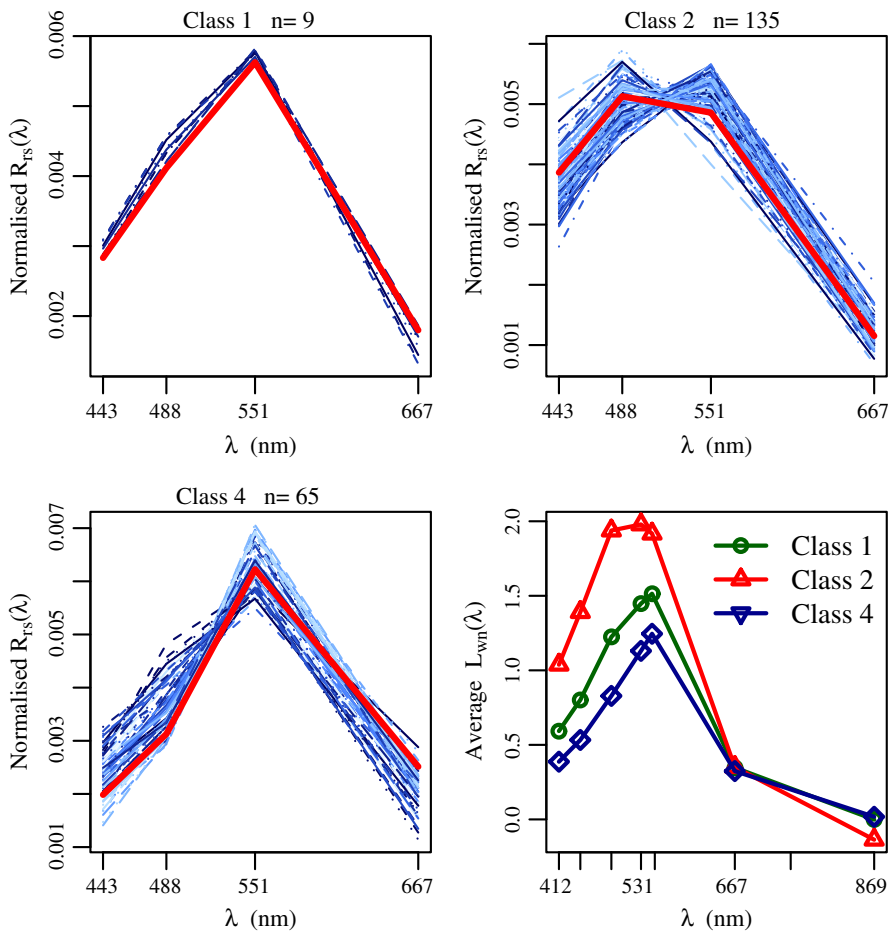 Class 1 n= 9
0.006
0.004
0.002
Normalised Rrs(λ)
443 488 551 667
λ (nm)
Class 2 n= 135
0.005
0.003
0.001
Normalised Rrs(λ)
443 488 551 667
λ (nm)
Class 4 n= 65
0.007
0.005
0.003
0.001
Normalised Rrs(λ)
443 488 551 667
λ (nm)
2.0
1.5
1.0
0.5
0.0
Average Lwn(λ)
Class 1
Class 2
Class 4
412 531 667 869
λ (nm)